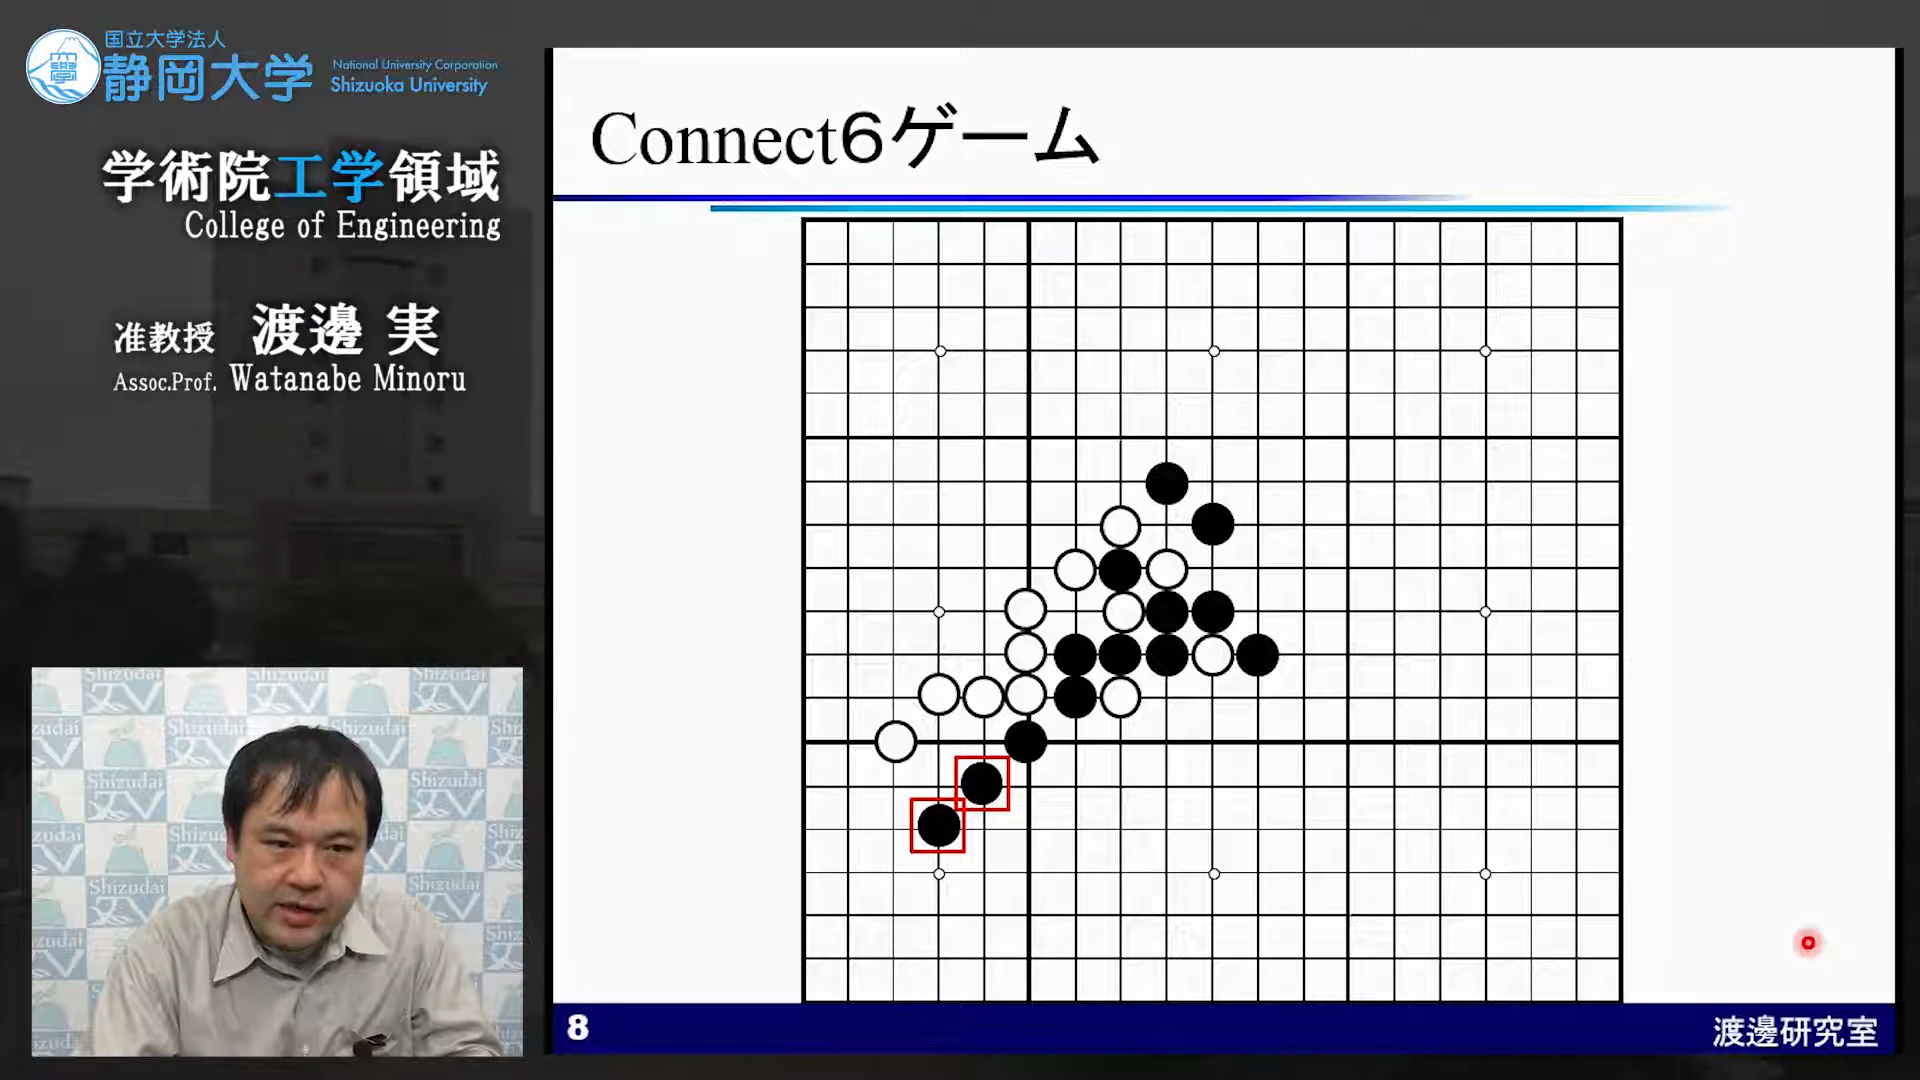 国立大学法人
静岡大学
National University Corporation
Shizuoka University
学術院工学領域
College of Engineering
准教授 渡邊 実
Assoc.Prof. Watanabe Minoru
Connect6ゲーム
Shizudai
TV
8
渡邊研究室